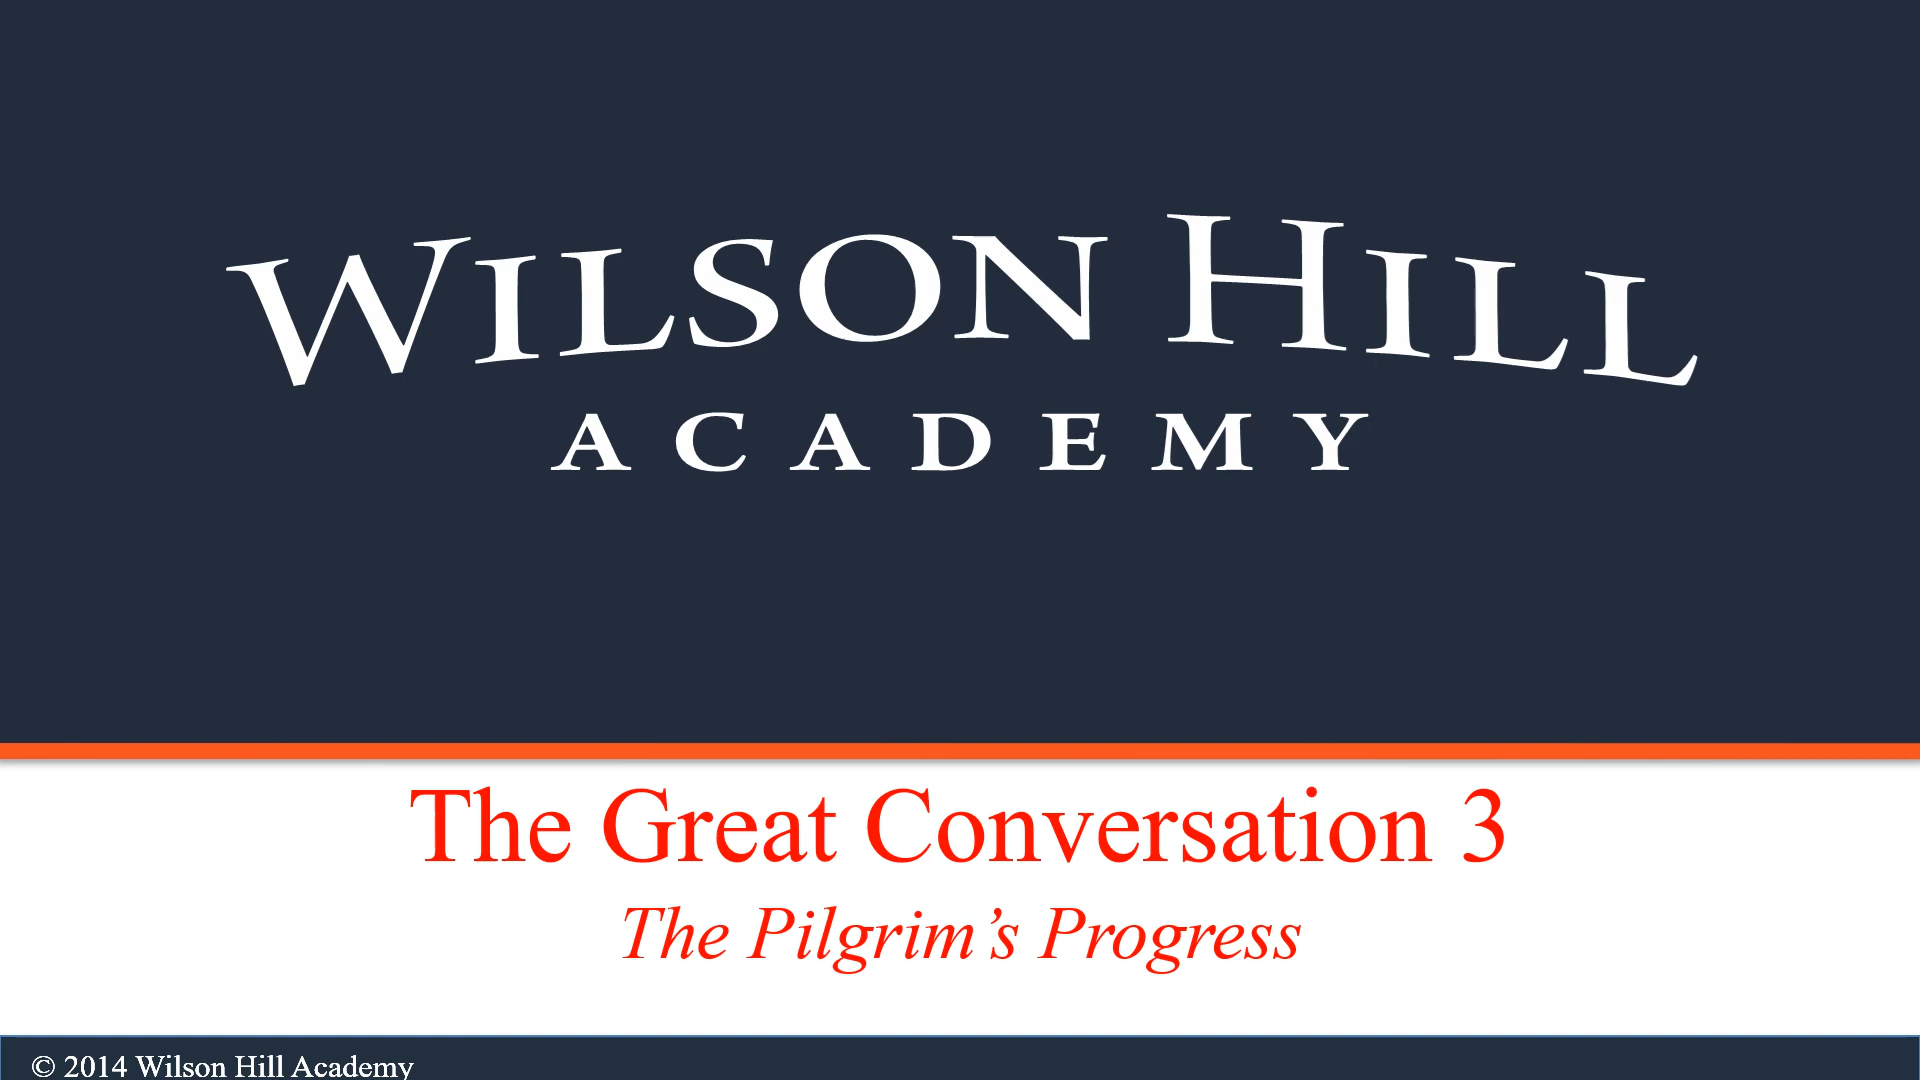 WILSON HILL
ACADEMY
The Great Conversation 3
The Pilgrim’s Progress
© 2014 Wilson Hill Academy